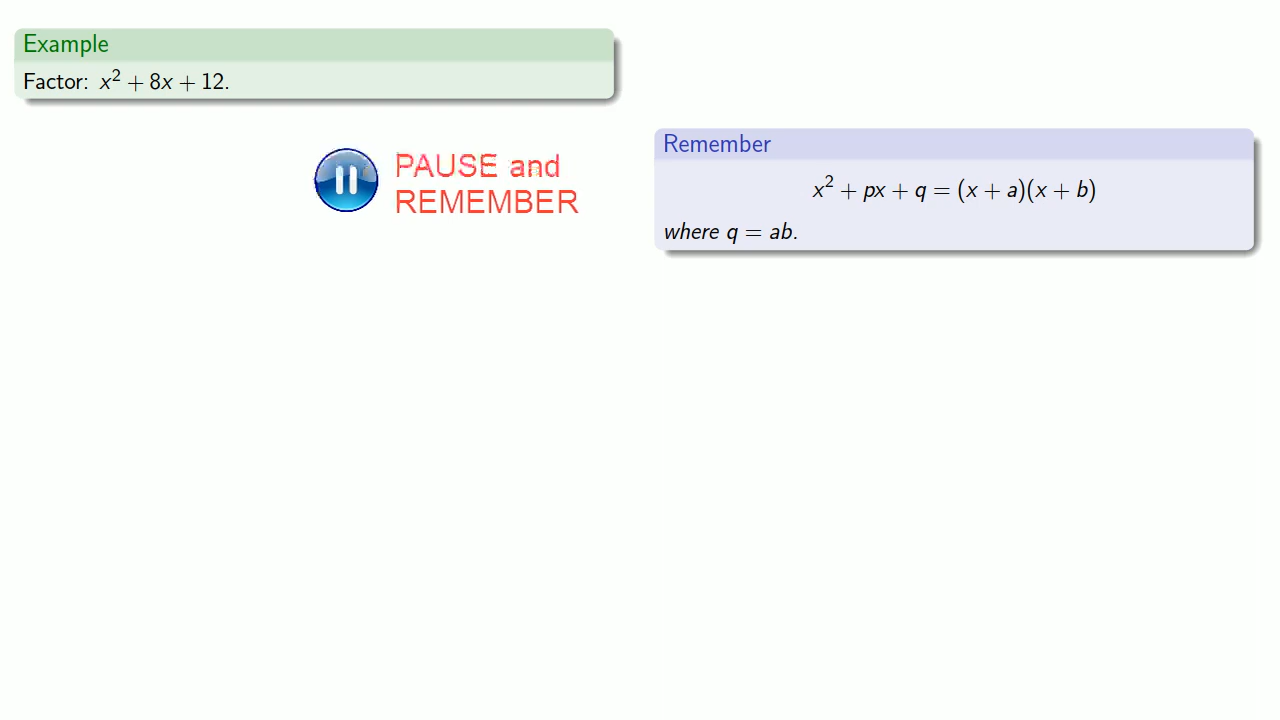 Example
Factor: x² + 8x + 12.
PAUSE and
REMEMBER
Remember
x² + px + q = (x + a)(x + b)
where q = ab.